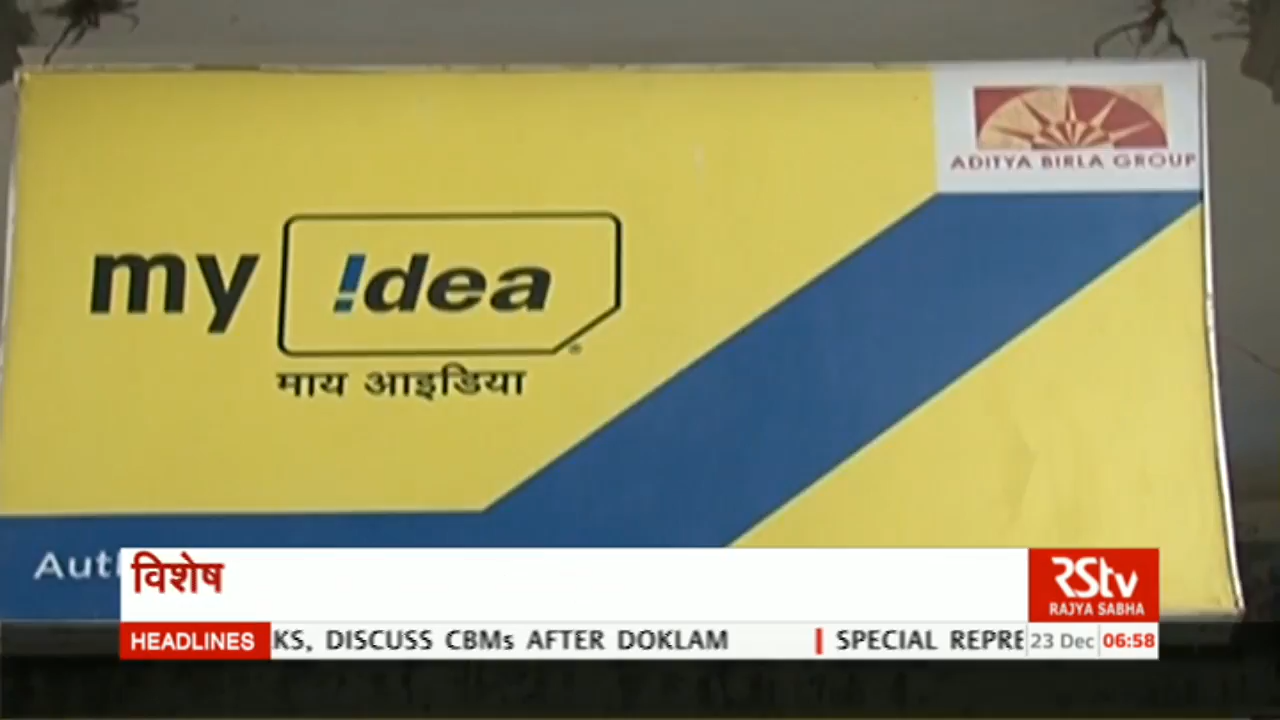 ADITYA BIRLA GROUP
my !dea
माय आइडिया
विशेष
RSTV
RAJYA SABHA
HEADLINES
KS, DISCUSS CBMs AFTER DOKLAM
SPECIAL REPRE
23 Dec
06:58